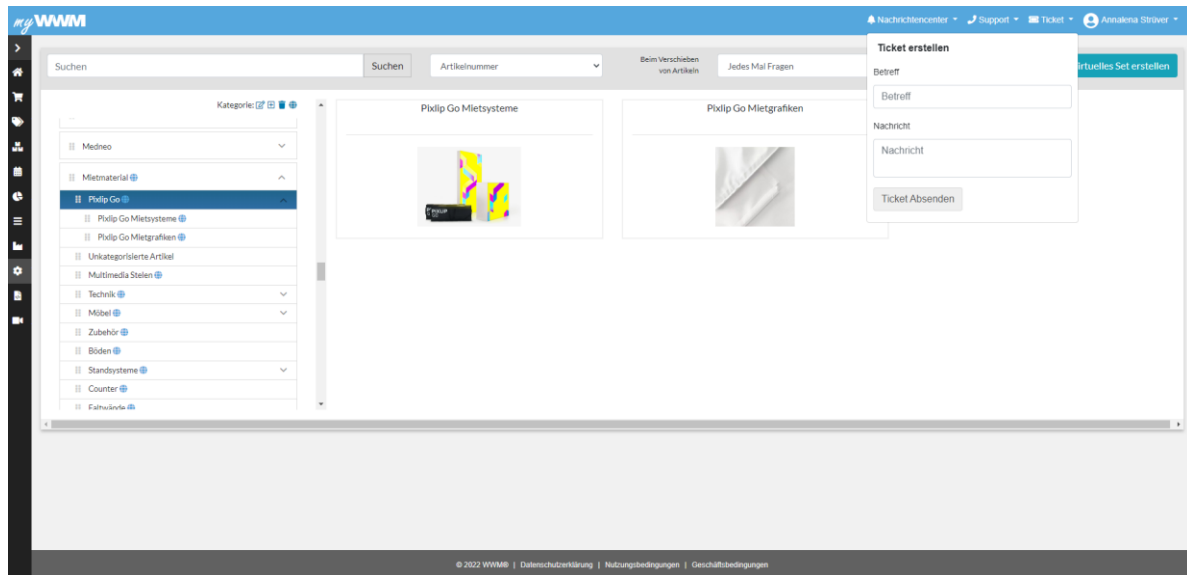 my WWM
Nachrichtencenter
Support
Ticket
Annalena Strüver
Suchen
Suchen
Artikelnummer
Beim Verschieben
von Artikeln
Jedes Mal Fragen
irtuelles Set erstellen
Ticket erstellen
Betreff
Betreff
Nachricht
Nachricht
Ticket Absenden
Kategorie:
Medneo
Mietmaterial
Pixlip Go
Pixlip Go Mietsysteme
Pixlip Go Mietgrafiken
Unkategorisierte Artikel
Multimedia Stelen
Technik
Möbel
Zubehör
Böden
Standsysteme
Counter
Faltwände
Pixlip Go Mietsysteme
PIXLIP
Pixlip Go Mietgrafiken
© 2022 WWM® | Datenschutzerklärung | Nutzungsbedingungen | Geschäftsbedingungen